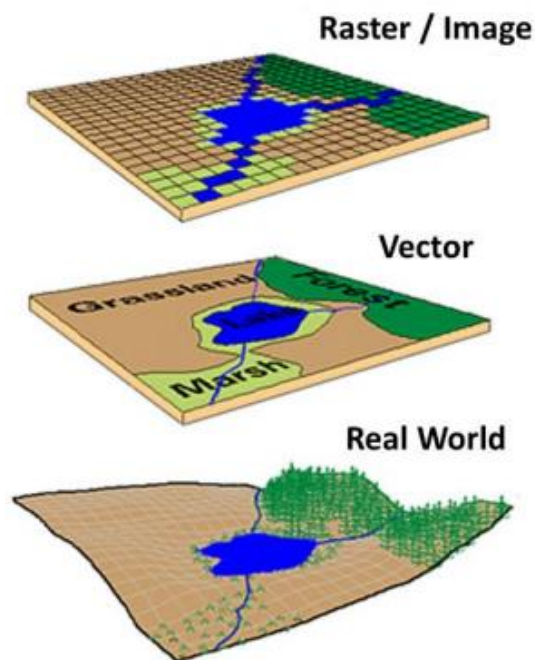 Raster / Image
Vector
Grassland
Forest
Lake
Marsh
Real World